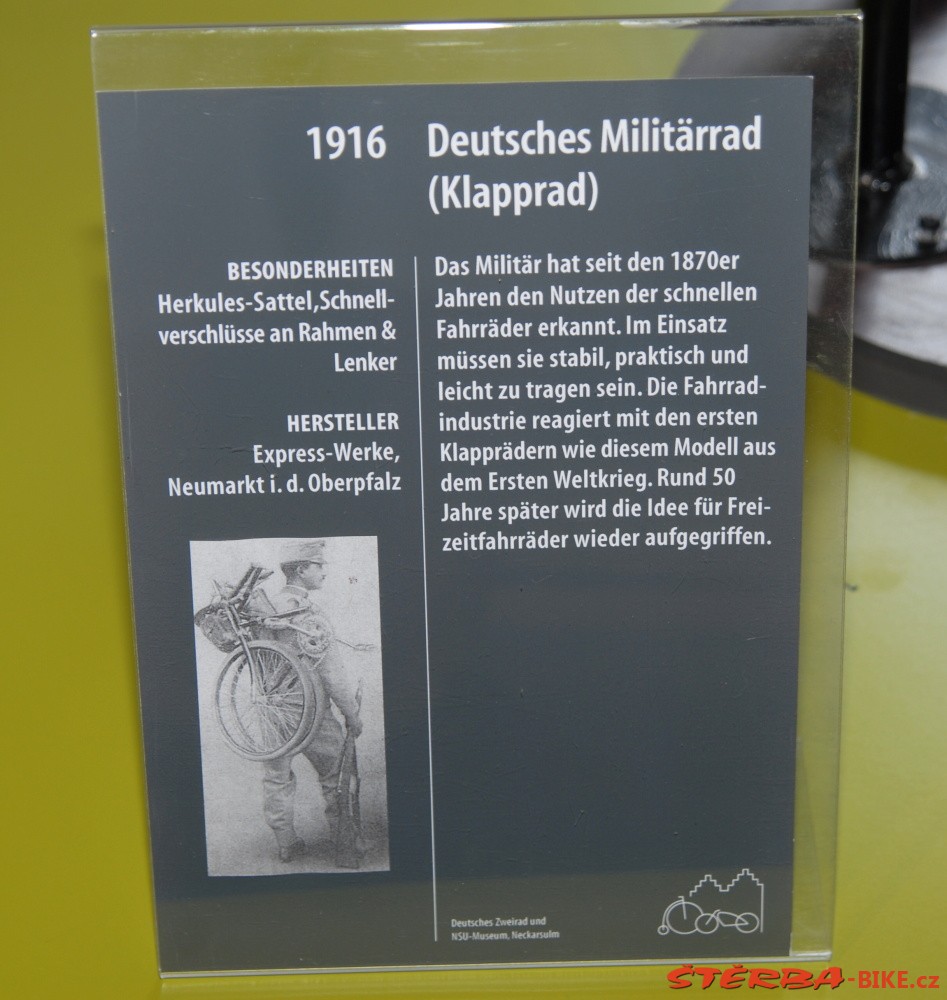 1916 Deutsches Militärrad
(Klapprad)
BESONDERHEITEN
Herkules-Sattel,Schnell-
verschlüsse an Rahmen &
Lenker
HERSTELLER
Express-Werke,
Neumarkt i. d. Oberpfalz
Das Militär hat seit den 1870er
Jahren den Nutzen der schnellen
Fahrräder erkannt. Im Einsatz
müssen sie stabil, praktisch und
leicht zu tragen sein. Die Fahrrad-
industrie reagiert mit den ersten
Klapprädern wie diesem Modell aus
dem Ersten Weltkrieg. Rund 50
Jahre später wird die Idee für Frei-
zeitfahrräder wieder aufgegriffen.
Deutsches Zweirad und
NSU-Museum, Neckarsulm
ŠTĚRBA-BIKE.cz